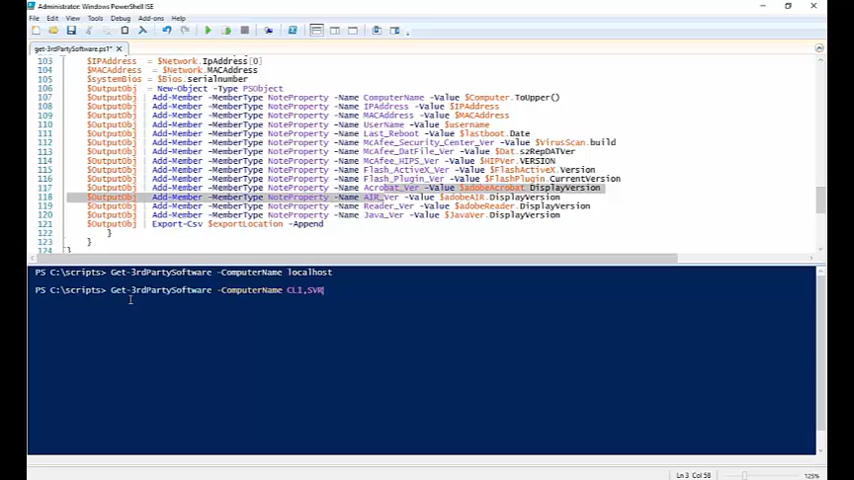 Administrator: Windows PowerShell ISE
File Edit View Tools Debug Add-ons Help
get-3rdPartySoftware.ps1* X
103 $IPAddress = $Network.IpAddress[0]
104 $MACAddress = $Network.MACAddress
105 $systemBios = $Bios.serialnumber
106 $OutputObj = New-Object -Type PSObject
107 $OutputObj | Add-Member -MemberType NoteProperty -Name ComputerName -Value $Computer.ToUpper()
108 $OutputObj | Add-Member -MemberType NoteProperty -Name IPAddress -Value $IPAddress
109 $OutputObj | Add-Member -MemberType NoteProperty -Name MACAddress -Value $MACAddress
110 $OutputObj | Add-Member -MemberType NoteProperty -Name UserName -Value $username
111 $OutputObj | Add-Member -MemberType NoteProperty -Name Last_Reboot -Value $lastboot.Date
112 $OutputObj | Add-Member -MemberType NoteProperty -Name McAfee_Security_Center_Ver -Value $VirusScan.build
113 $OutputObj | Add-Member -MemberType NoteProperty -Name McAfee_DatFile_Ver -Value $Dat.szRepDATVer
114 $OutputObj | Add-Member -MemberType NoteProperty -Name McAfee_HIPS_Ver -Value $HIPVer.VERSION
115 $OutputObj | Add-Member -MemberType NoteProperty -Name Flash_ActiveX_Ver -Value $FlashActiveX.Version
116 $OutputObj | Add-Member -MemberType NoteProperty -Name Flash_Plugin_Ver -Value $FlashPlugin.CurrentVersion
117 $OutputObj | Add-Member -MemberType NoteProperty -Name Acrobat_Ver -Value $adobeAcrobat.DisplayVersion
118 $OutputObj | Add-Member -MemberType NoteProperty -Name AIR_Ver -Value $adobeAIR.DisplayVersion
119 $OutputObj | Add-Member -MemberType NoteProperty -Name Reader_Ver -Value $adobeReader.DisplayVersion
120 $OutputObj | Add-Member -MemberType NoteProperty -Name Java_Ver -Value $JavaVer.DisplayVersion
121 $OutputObj | Export-Csv $exportLocation -Append
122 }
123 }
124 }
PS C:\scripts> Get-3rdPartySoftware -ComputerName localhost
PS C:\scripts> Get-3rdPartySoftware -ComputerName CLI,SVR
Ln 3 Col 58
125%